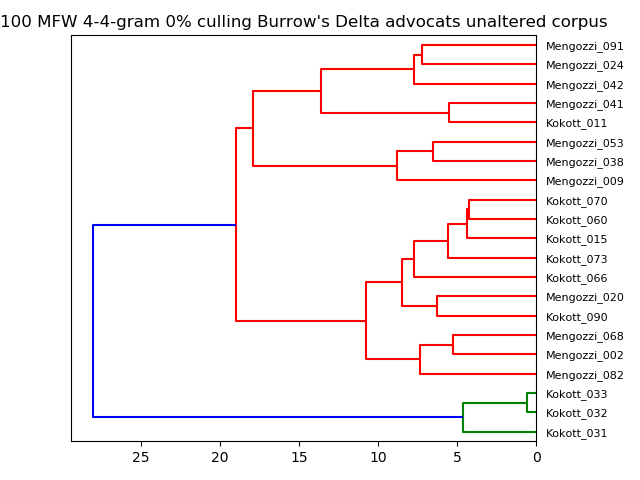 100 MFW 4-4-gram 0% culling Burrow's Delta advocats unaltered corpus
Mengozzi_091
Mengozzi_024
Mengozzi_042
Mengozzi_041
Kokott_011
Mengozzi_053
Mengozzi_038
Mengozzi_009
Kokott_070
Kokott_060
Kokott_015
Kokott_073
Kokott_066
Mengozzi_020
Kokott_090
Mengozzi_068
Mengozzi_002
Mengozzi_082
Kokott_033
Kokott_032
Kokott_031
25 20 15 10 5 0